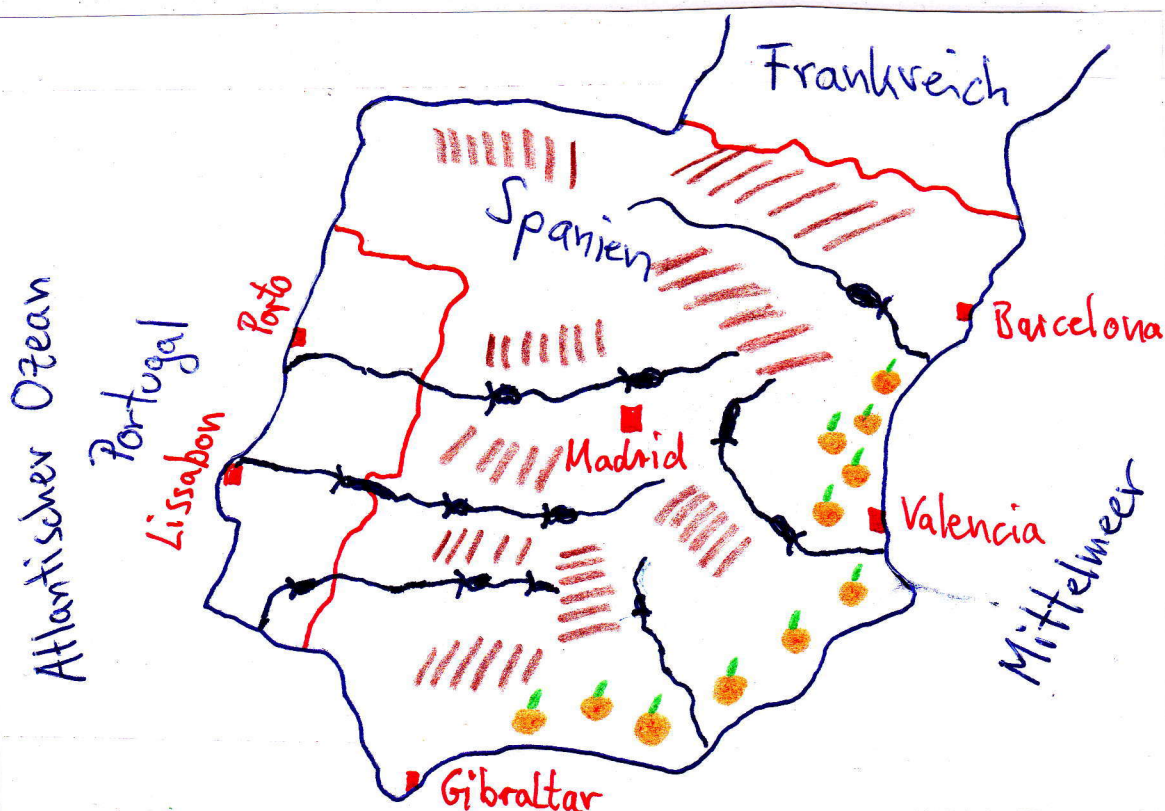 Frankreich
Spanien
Porto
Barcelona
Portugal
Atlantischer Ozean
Lissabon
Madrid
Valencia
Mittelmeer
Gibraltar